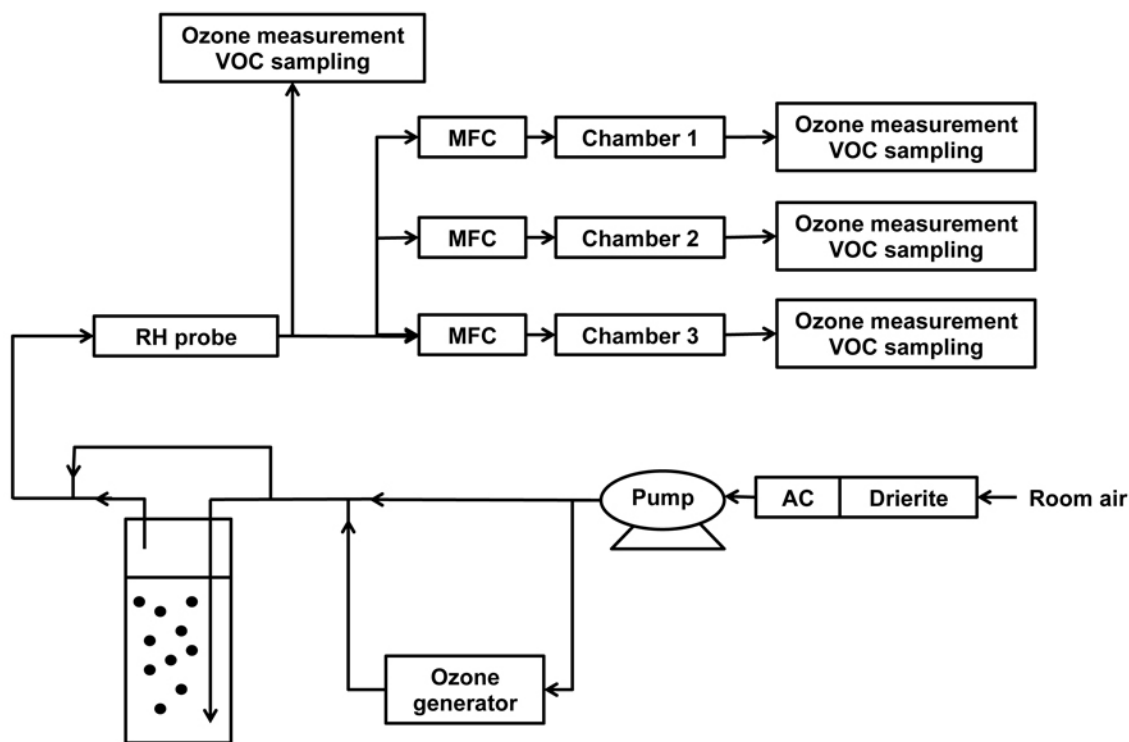 Ozone measurement
VOC sampling
MFC
Chamber 1
Ozone measurement
VOC sampling
MFC
Chamber 2
Ozone measurement
VOC sampling
RH probe
MFC
Chamber 3
Ozone measurement
VOC sampling
Pump
AC
Drierite
Room air
Ozone
generator